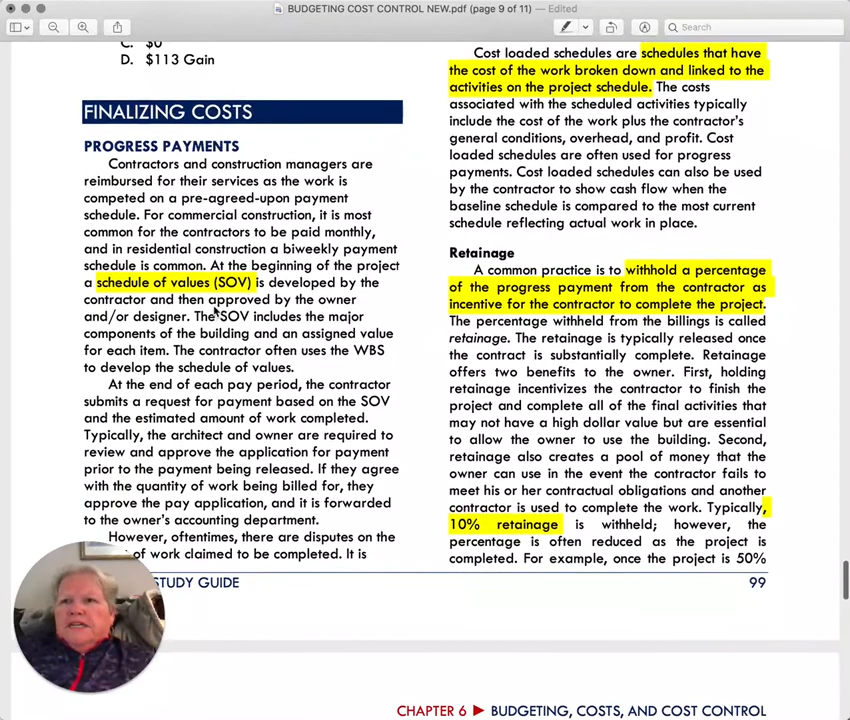 BUDGETING COST CONTROL NEW.pdf (page 9 of 11) — Edited
Search
C. $0
D. $113 Gain
FINALIZING COSTS
PROGRESS PAYMENTS
Contractors and construction managers are
reimbursed for their services as the work is
competed on a pre-agreed-upon payment
schedule. For commercial construction, it is most
common for the contractors to be paid monthly,
and in residential construction a biweekly payment
schedule is common. At the beginning of the project
a schedule of values (SOV) is developed by the
contractor and then approved by the owner
and/or designer. The SOV includes the major
components of the building and an assigned value
for each item. The contractor often uses the WBS
to develop the schedule of values.
At the end of each pay period, the contractor
submits a request for payment based on the SOV
and the estimated amount of work completed.
Typically, the architect and owner are required to
review and approve the application for payment
prior to the payment being released. If they agree
with the quantity of work being billed for, they
approve the pay application, and it is forwarded
to the owner's accounting department.
However, oftentimes, there are disputes on the
of work claimed to be completed. It is
STUDY GUIDE
Cost loaded schedules are schedules that have
the cost of the work broken down and linked to the
activities on the project schedule. The costs
associated with the scheduled activities typically
include the cost of the work plus the contractor's
general conditions, overhead, and profit. Cost
loaded schedules are often used for progress
payments. Cost loaded schedules can also be used
by the contractor to show cash flow when the
baseline schedule is compared to the most current
schedule reflecting actual work in place.
Retainage
A common practice is to withhold a percentage
of the progress payment from the contractor as
incentive for the contractor to complete the project.
The percentage withheld from the billings is called
retainage. The retainage is typically released once
the contract is substantially complete. Retainage
offers two benefits to the owner. First, holding
retainage incentivizes the contractor to finish the
project and complete all of the final activities that
may not have a high dollar value but are essential
to allow the owner to use the building. Second,
retainage also creates a pool of money that the
owner can use in the event the contractor fails to
meet his or her contractual obligations and another
contractor is used to complete the work. Typically,
10% retainage is withheld; however, the
percentage is often reduced as the project is
completed. For example, once the project is 50%
99
CHAPTER 6 ► BUDGETING, COSTS, AND COST CONTROL